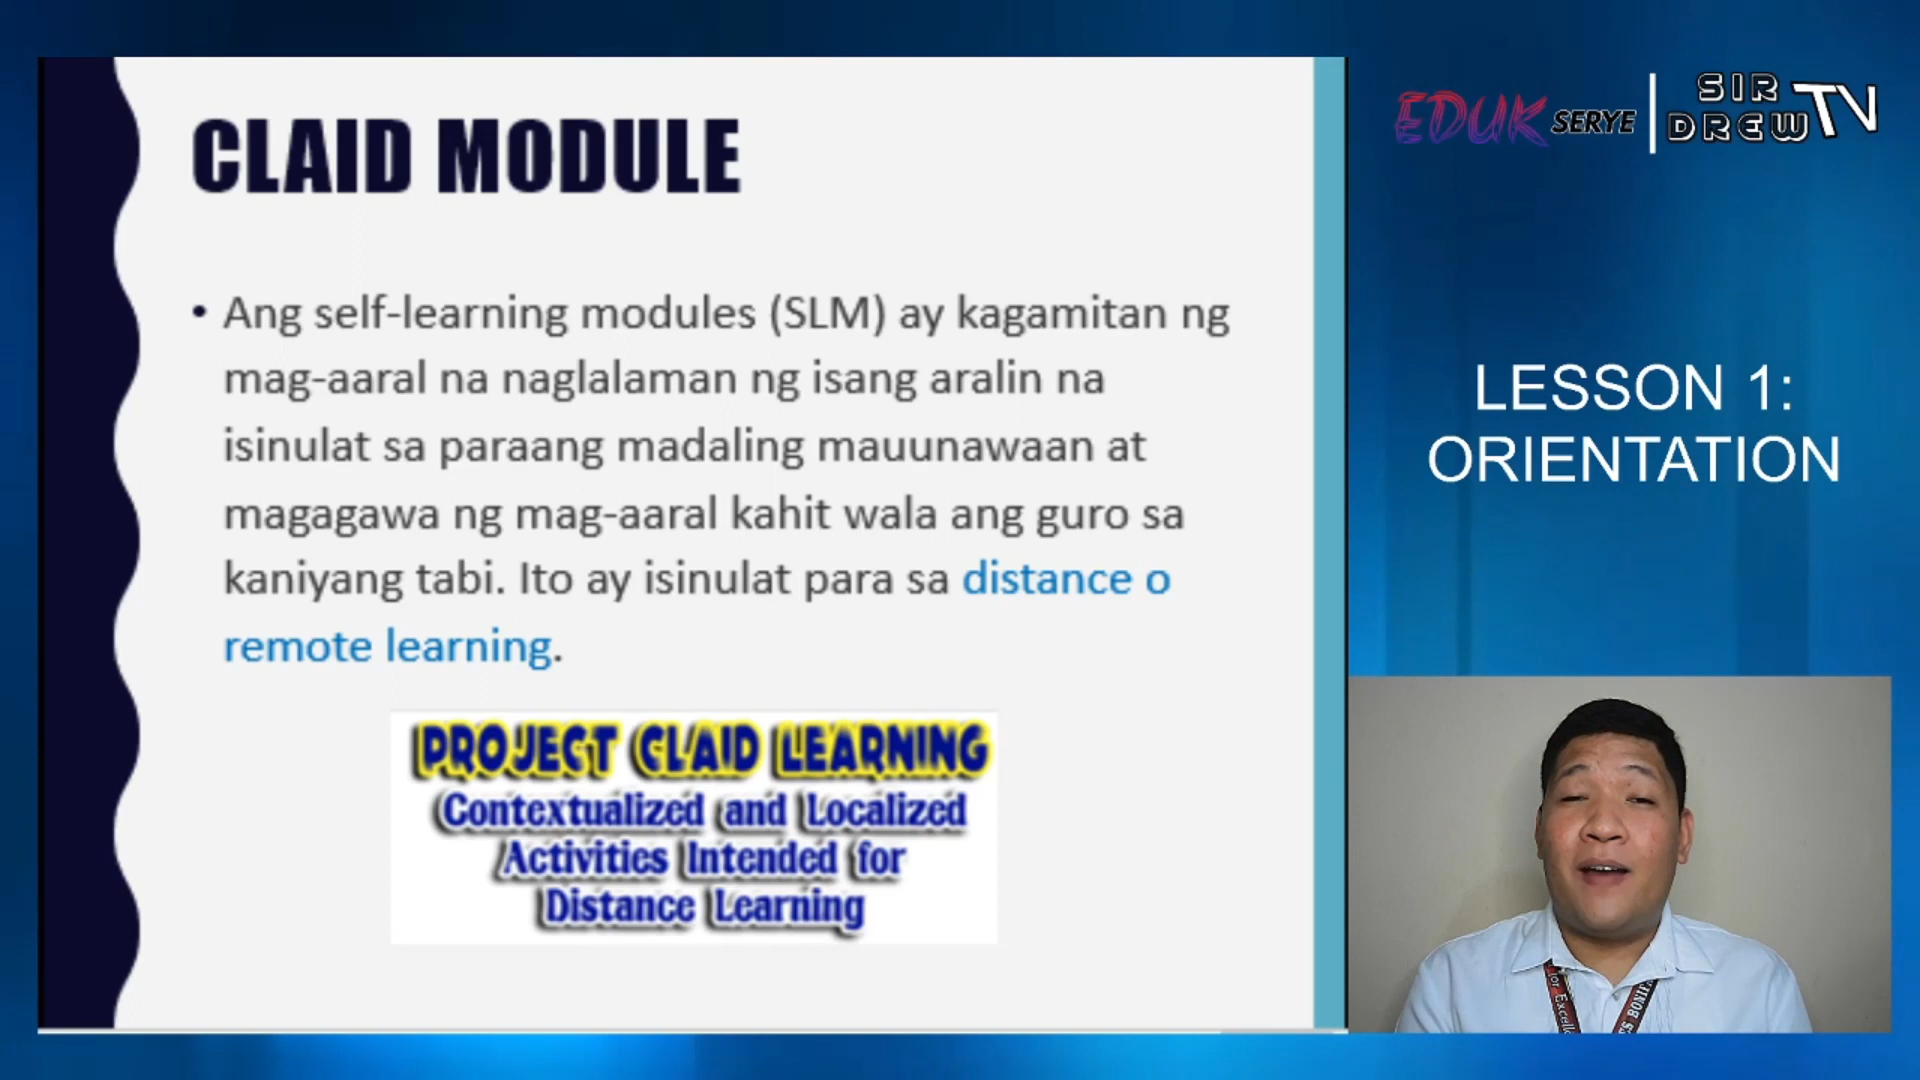 CLAID MODULE
• Ang self-learning modules (SLM) ay kagamitan ng
mag-aaral na naglalaman ng isang aralin na
isinulat sa paraang madaling mauunawaan at
magagawa ng mag-aaral kahit wala ang guro sa
kaniyang tabi. Ito ay isinulat para sa distance o
remote learning.
PROJECT CLAID LEARNING
Contextualized and Localized
Activities Intended for
Distance Learning
EDUK SERYE
SIR DREW TV
LESSON 1:
ORIENTATION